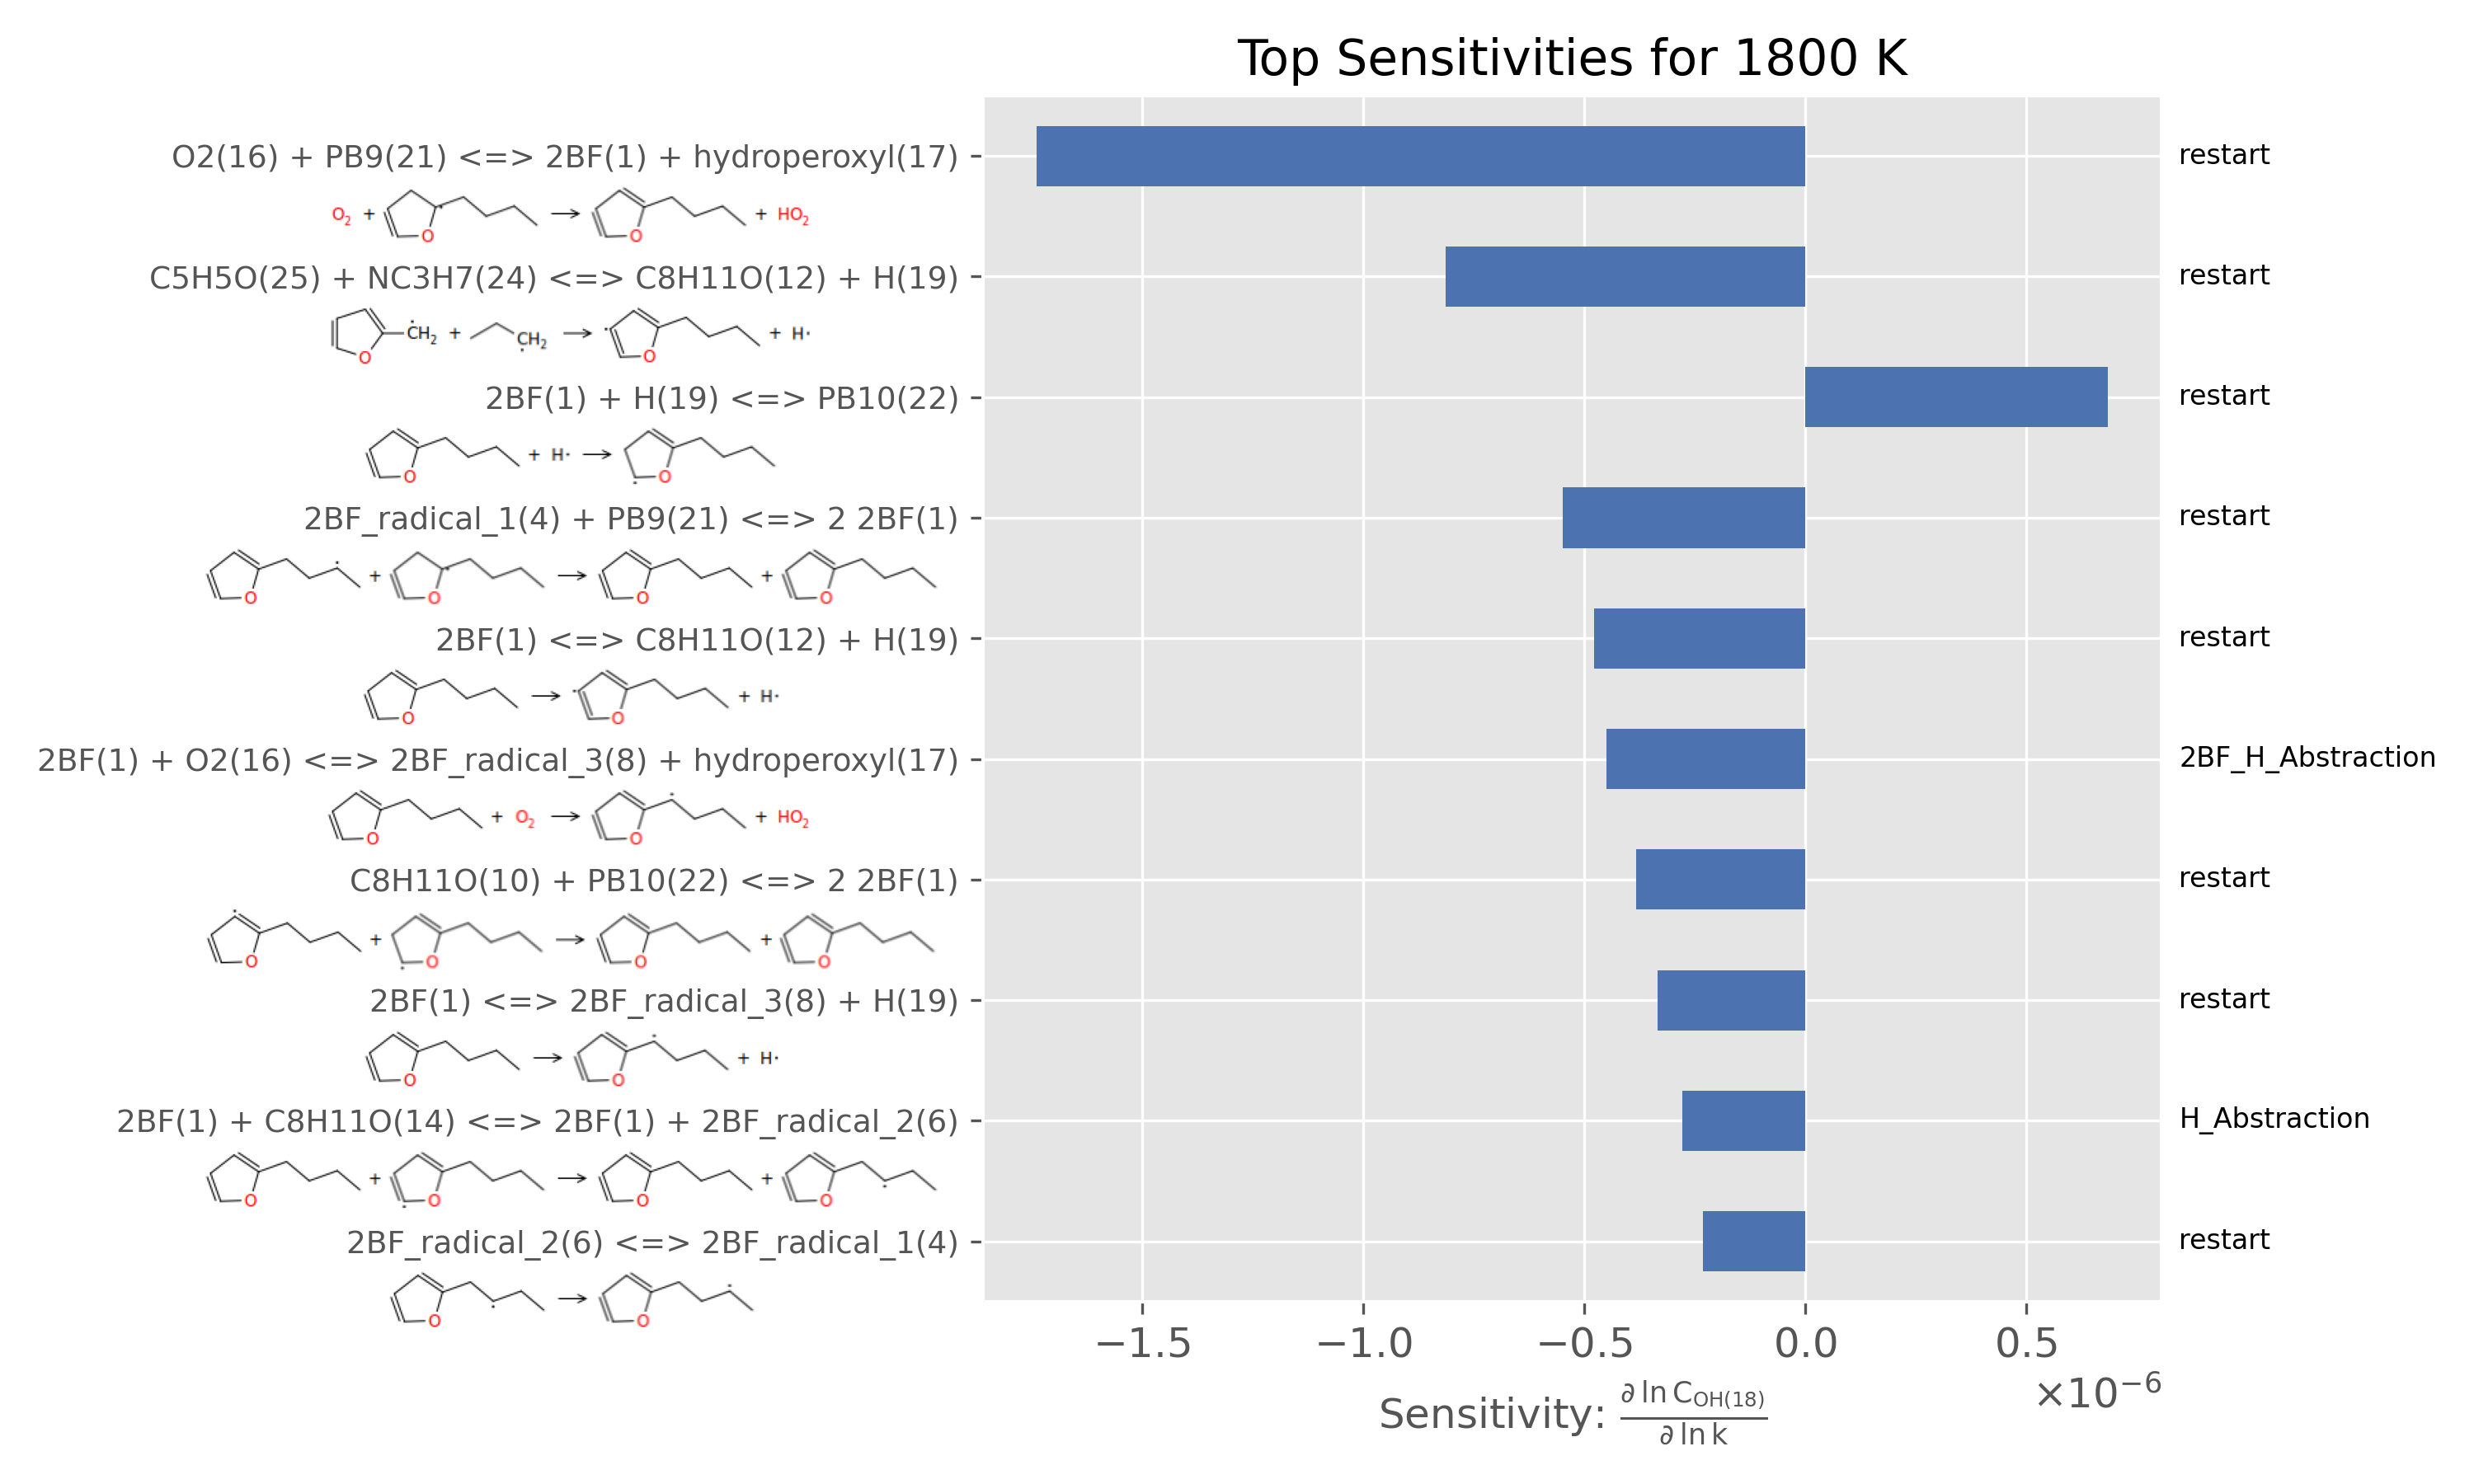 Top Sensitivities for 1800 K
O2(16) + PB9(21) <=> 2BF(1) + hydroperoxyl(17)
restart
O2 + O → O + HO2
C5H5O(25) + NC3H7(24) <=> C8H11O(12) + H(19)
restart
O ĊH2 + CH2 → O + H·
2BF(1) + H(19) <=> PB10(22)
restart
O + H· → O
2BF_radical_1(4) + PB9(21) <=> 2 2BF(1)
restart
O + O → O + O
2BF(1) <=> C8H11O(12) + H(19)
restart
O → O + H·
2BF(1) + O2(16) <=> 2BF_radical_3(8) + hydroperoxyl(17)
2BF_H_Abstraction
O + O2 → O + HO2
C8H11O(10) + PB10(22) <=> 2 2BF(1)
restart
O + O → O + O
2BF(1) <=> 2BF_radical_3(8) + H(19)
restart
O → O + H·
2BF(1) + C8H11O(14) <=> 2BF(1) + 2BF_radical_2(6)
H_Abstraction
O + O → O + O
2BF_radical_2(6) <=> 2BF_radical_1(4)
restart
O → O
−1.5 −1.0 −0.5 0.0 0.5
×10⁻⁶
Sensitivity: ∂ ln C_OH(18) / ∂ ln k